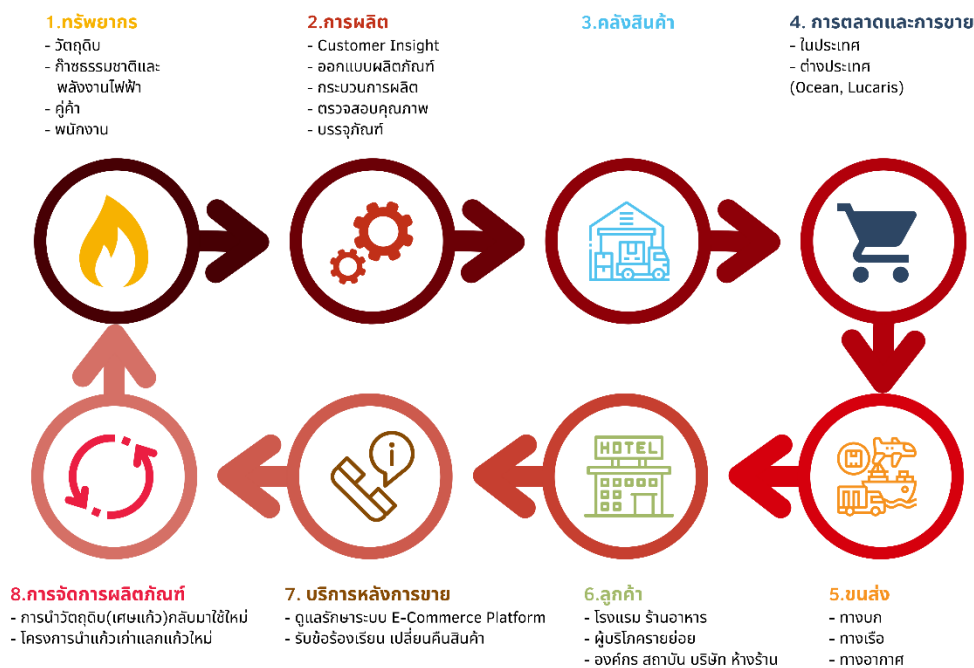 1.ทรัพยากร
- วัตถุดิบ
- ก๊าซธรรมชาติและ
พลังงานไฟฟ้า
- คู่ค้า
- พนักงาน
2.การผลิต
- Customer Insight
- ออกแบบผลิตภัณฑ์
- กระบวนการผลิต
- ตรวจสอบคุณภาพ
- บรรจุภัณฑ์
3.คลังสินค้า
4. การตลาดและการขาย
- ในประเทศ
- ต่างประเทศ
(Ocean, Lucaris)
HOTEL
i
8.การจัดการผลิตภัณฑ์
- การนำวัตถุดิบ(เศษแก้ว)กลับมาใช้ใหม่
- โครงการนำแก้วเก่าแลกแก้วใหม่
7. บริการหลังการขาย
- ดูแลรักษาระบบ E-Commerce Platform
- รับข้อร้องเรียน เปลี่ยนคืนสินค้า
6.ลูกค้า
- โรงแรม ร้านอาหาร
- ผู้บริโภครายย่อย
- องค์กร สถาบัน บริษัท ห้างร้าน
5.ขนส่ง
- ทางบก
- ทางเรือ
- ทางอากาศ